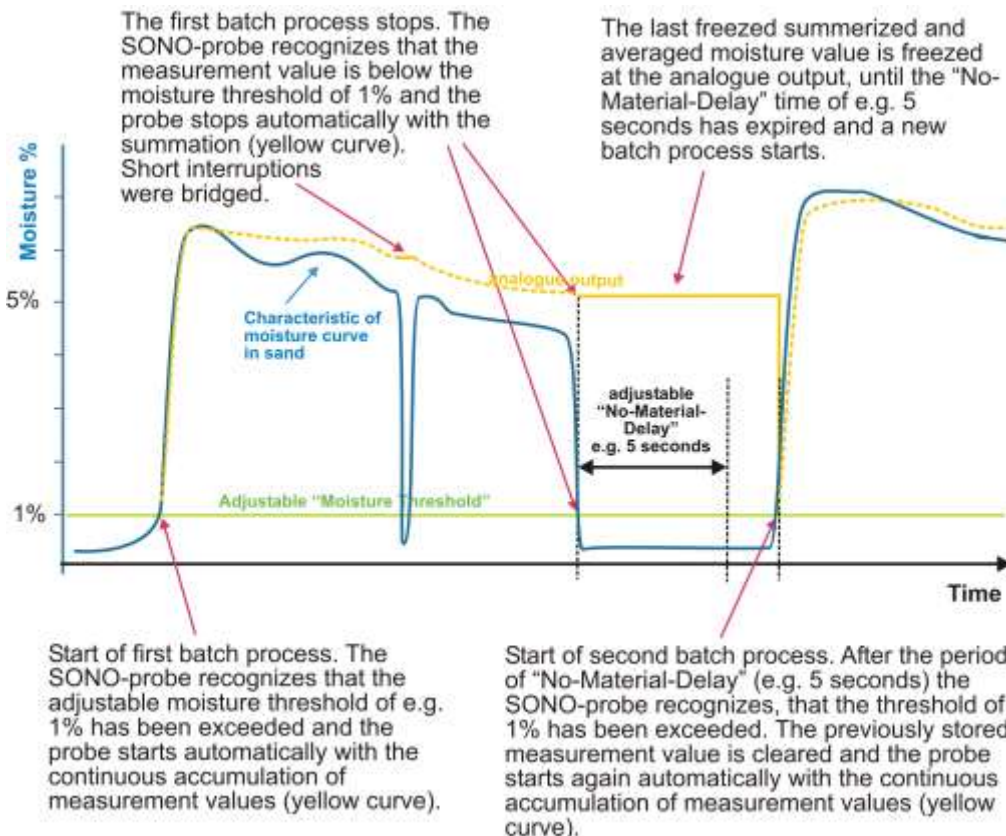 The first batch process stops. The
SONO-probe recognizes that the
measurement value is below the
moisture threshold of 1% and the
probe stops automatically with the
summation (yellow curve).
Short interruptions
were bridged.
The last freezed summerized and
averaged moisture value is freezed
at the analogue output, until the “No-
Material-Delay” time of e.g. 5
seconds has expired and a new
batch process starts.
Moisture %
5%
1%
analogue output
Characteristic of
moisture curve
in sand
adjustable
“No-Material-
Delay”
e.g. 5 seconds
Adjustable “Moisture Threshold”
Time
Start of first batch process. The
SONO-probe recognizes that the
adjustable moisture threshold of e.g.
1% has been exceeded and the
probe starts automatically with the
continuous accumulation of
measurement values (yellow curve).
Start of second batch process. After the period
of “No-Material-Delay” (e.g. 5 seconds) the
SONO-probe recognizes, that the threshold of
1% has been exceeded. The previously stored
measurement value is cleared and the probe
starts again automatically with the continuous
accumulation of measurement values (yellow
curve).